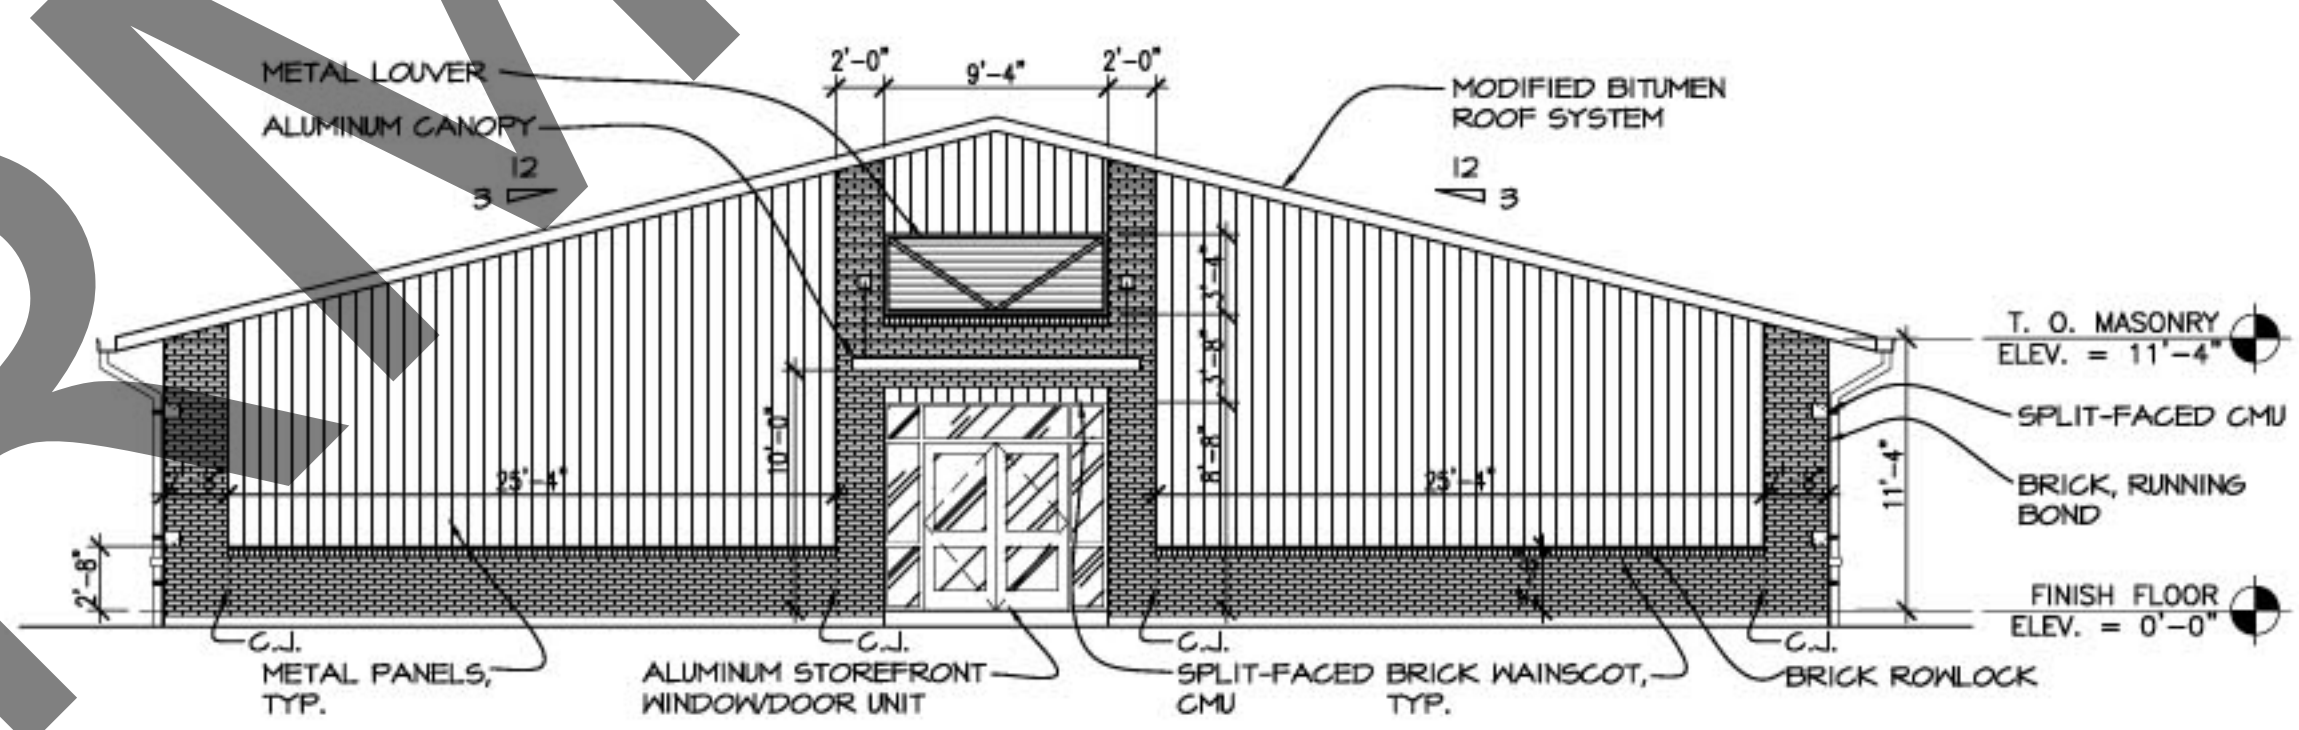 2'-0"
9'-4"
2'-0"
METAL LOUVER
ALUMINUM CANOPY
12
3
MODIFIED BITUMEN
ROOF SYSTEM
12
3
3'-4"
3'-8"
8'-8"
10'-0"
25'-4"
25'-4"
2'-8"
T. O. MASONRY
ELEV. = 11'-4"
SPLIT-FACED CMU
BRICK, RUNNING
BOND
11'-4"
FINISH FLOOR
ELEV. = 0'-0"
C.J.
C.J.
C.J.
C.J.
METAL PANELS,
TYP.
ALUMINUM STOREFRONT
WINDOW/DOOR UNIT
SPLIT-FACED
CMU
BRICK WAINSCOT,
TYP.
BRICK ROWLOCK